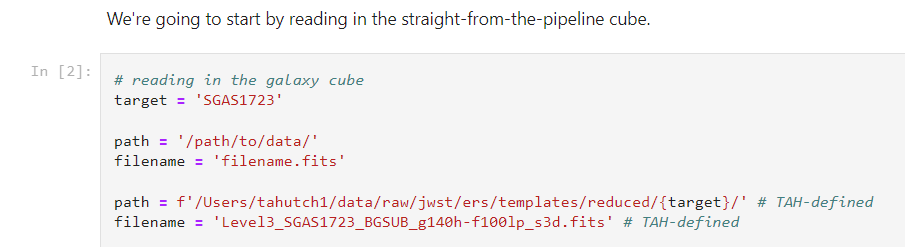 We're going to start by reading in the straight-from-the-pipeline cube.
In [2]:
# reading in the galaxy cube
target = 'SGAS1723'
path = '/path/to/data/'
filename = 'filename.fits'
path = f'/Users/tahutch1/data/raw/jwst/ers/templates/reduced/{target}/' # TAH-defined
filename = 'Level3_SGAS1723_BGSUB_g140h-f100lp_s3d.fits' # TAH-defined